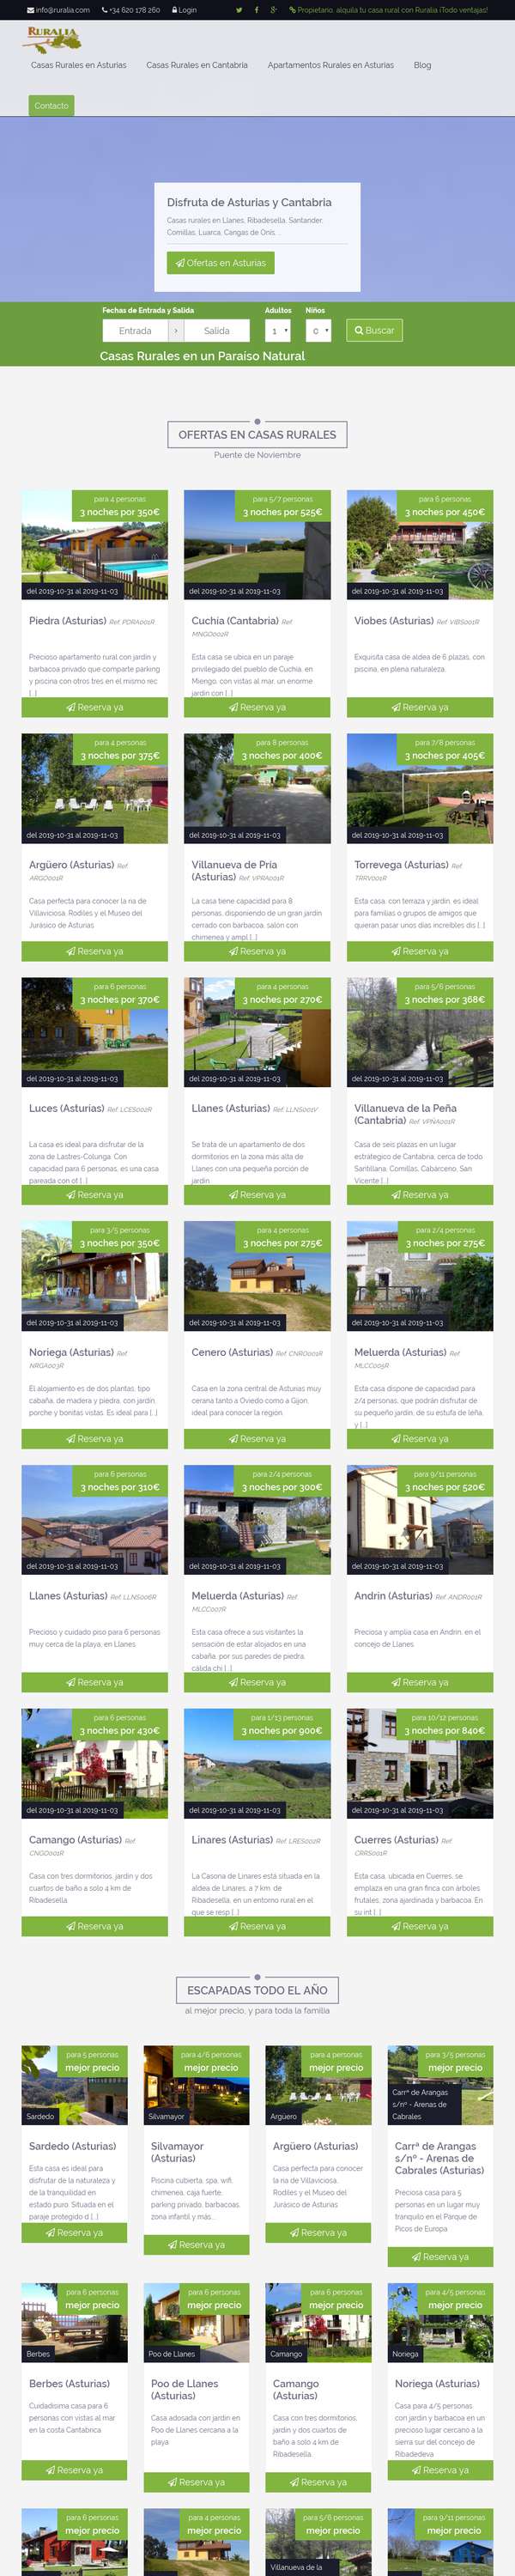 info@ruralia.com +34 620 178 260 Login Propietario, alquila tu casa rural con Ruralia ¡Todo ventajas!
RURALIA
Casas Rurales en Asturias Casas Rurales en Cantabria Apartamentos Rurales en Asturias Blog
Contacto
Disfruta de Asturias y Cantabria
Casas rurales en Llanes, Ribadesella, Santander,
Comillas, Luarca, Cangas de Onís, ...
Ofertas en Asturias
Fechas de Entrada y Salida Adultos Niños
Entrada › Salida 1 0 Buscar
Casas Rurales en un Paraíso Natural
OFERTAS EN CASAS RURALES
Puente de Noviembre
para 4 personas
3 noches por 350€
del 2019-10-31 al 2019-11-03
Piedra (Asturias) Ref. PDRA001R
Precioso apartamento rural con jardín y
barbacoa privado que comparte parking
y piscina con otros tres en el mismo rec
[...]
Reserva ya
para 5/7 personas
3 noches por 525€
del 2019-10-31 al 2019-11-03
Cuchía (Cantabria) Ref.
MNGO002R
Esta casa se ubica en un paraje
privilegiado del pueblo de Cuchía, en
Miengo, con vistas al mar, un enorme
jardín con [...]
Reserva ya
para 6 personas
3 noches por 450€
del 2019-10-31 al 2019-11-03
Viobes (Asturias) Ref. VIBS001R
Exquisita casa de aldea de 6 plazas, con
piscina, en plena naturaleza.
Reserva ya
para 4 personas
3 noches por 375€
del 2019-10-31 al 2019-11-03
Argüero (Asturias) Ref.
ARGO001R
Casa perfecta para conocer la ria de
Villaviciosa, Rodiles y el Museo del
Jurásico de Asturias
Reserva ya
para 8 personas
3 noches por 400€
del 2019-10-31 al 2019-11-03
Villanueva de Pría
(Asturias) Ref. VPRA001R
La casa tiene capacidad para 8
personas, disponiendo de un gran jardín
cerrado con barbacoa, salón con
chimenea y ampl [...]
Reserva ya
para 7/8 personas
3 noches por 405€
del 2019-10-31 al 2019-11-03
Torrevega (Asturias) Ref.
TRRV001R
Esta casa, con terraza y jardín, es ideal
para familias o grupos de amigos que
quieran pasar unos días increíbles dis [...]
Reserva ya
para 6 personas
3 noches por 370€
del 2019-10-31 al 2019-11-03
Luces (Asturias) Ref. LCES002R
La casa es ideal para disfrutar de la
zona de Lastres-Colunga. Con
capacidad para 6 personas, es una casa
pareada con ot [...]
Reserva ya
para 4 personas
3 noches por 270€
del 2019-10-31 al 2019-11-03
Llanes (Asturias) Ref. LLNS001V
Se trata de un apartamento de dos
dormitorios en la zona más alta de
Llanes con una pequeña porción de
jardín.
Reserva ya
para 5/6 personas
3 noches por 368€
del 2019-10-31 al 2019-11-03
Villanueva de la Peña
(Cantabria) Ref. VPÑA001R
Casa de seis plazas en un lugar
estratégico de Cantabria, cerca de todo.
Santillana, Comillas, Cabárceno, San
Vicente [...]
Reserva ya
para 3/5 personas
3 noches por 350€
del 2019-10-31 al 2019-11-03
Noriega (Asturias) Ref.
NRGA003R
El alojamiento es de dos plantas, tipo
cabaña, de madera y piedra, con jardín,
porche y bonitas vistas. Es ideal para [...]
Reserva ya
para 4 personas
3 noches por 275€
del 2019-10-31 al 2019-11-03
Cenero (Asturias) Ref. CNRO001R
Casa en la zona central de Asturias muy
cerana tanto a Oviedo como a Gijon,
ideal para conocer la región.
Reserva ya
para 2/4 personas
3 noches por 275€
del 2019-10-31 al 2019-11-03
Meluerda (Asturias) Ref.
MLCC005R
Esta casa dispone de capacidad para
2/4 personas, que podrán disfrutar de
su pequeño jardín, de su estufa de leña,
y [...]
Reserva ya
para 6 personas
3 noches por 310€
del 2019-10-31 al 2019-11-03
Llanes (Asturias) Ref. LLNS006R
Precioso y cuidado piso para 6 personas
muy cerca de la playa, en Llanes.
Reserva ya
para 2/4 personas
3 noches por 300€
del 2019-10-31 al 2019-11-03
Meluerda (Asturias) Ref.
MLCC007R
Esta casa ofrece a sus visitantes la
sensación de estar alojados en una
cabaña, por sus paredes de piedra,
cálida chi [...]
Reserva ya
para 9/11 personas
3 noches por 520€
del 2019-10-31 al 2019-11-03
Andrín (Asturias) Ref. ANDR001R
Preciosa y amplia casa en Andrín, en el
concejo de Llanes.
Reserva ya
para 6 personas
3 noches por 430€
del 2019-10-31 al 2019-11-03
Camango (Asturias) Ref.
CNGO001R
Casa con tres dormitorios, jardín y dos
cuartos de baño a solo 4 km de
Ribadesella.
Reserva ya
para 1/13 personas
3 noches por 900€
del 2019-10-31 al 2019-11-03
Linares (Asturias) Ref. LRES002R
La Casona de Linares está situada en la
aldea de Linares, a 7 km. de
Ribadesella, en un entorno rural en el
que se resp [...]
Reserva ya
para 10/12 personas
3 noches por 840€
del 2019-10-31 al 2019-11-03
Cuerres (Asturias) Ref.
CRRS001R
Esta casa, ubicada en Cuerres, se
emplaza en una gran finca con árboles
frutales, zona ajardinada y barbacoa. En
su int [...]
Reserva ya
ESCAPADAS TODO EL AÑO
al mejor precio, y para toda la familia
para 5 personas
mejor precio
Sardedo
Sardedo (Asturias)
Esta casa es ideal para
disfrutar de la naturaleza y
de la tranquilidad en
estado puro. Situada en el
paraje protegido d [...]
Reserva ya
para 4/6 personas
mejor precio
Silvamayor
Silvamayor
(Asturias)
Piscina cubierta, spa, wifi,
chimenea, caja fuerte,
parking privado, barbacoas,
zona infantil y más...
Reserva ya
para 4 personas
mejor precio
Argüero
Argüero (Asturias)
Casa perfecta para conocer
la ria de Villaviciosa,
Rodiles y el Museo del
Jurásico de Asturias
Reserva ya
para 3/5 personas
mejor precio
Carrª de Arangas
s/nº - Arenas de
Cabrales
Carrª de Arangas
s/nº - Arenas de
Cabrales (Asturias)
Preciosa casa para 5
personas en un lugar muy
tranquilo en el Parque de
Picos de Europa
Reserva ya
para 6 personas
mejor precio
Berbes
Berbes (Asturias)
Cuidadísima casa para 6
personas con vistas al mar
en la costa Cantabrica
Reserva ya
para 6 personas
mejor precio
Poo de Llanes
Poo de Llanes
(Asturias)
Casa adosada con jardín en
Poo de Llanes cercana a la
playa
Reserva ya
para 6 personas
mejor precio
Camango
Camango
(Asturias)
Casa con tres dormitorios,
jardín y dos cuartos de
baño a solo 4 km de
Ribadesella.
Reserva ya
para 4/5 personas
mejor precio
Noriega
Noriega (Asturias)
Casa para 4/5 personas
con jardín y barbacoa en un
precioso lugar cercano a la
sierra sur del concejo de
Ribadedeva
Reserva ya
para 6 personas
mejor precio
para 4 personas
mejor precio
para 5/6 personas
mejor precio
Villanueva de la
para 9/11 personas
mejor precio